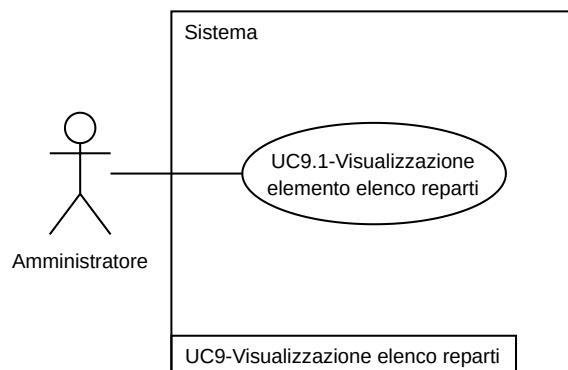 Sistema
UC9.1-Visualizzazione
elemento elenco reparti
Amministratore
UC9-Visualizzazione elenco reparti